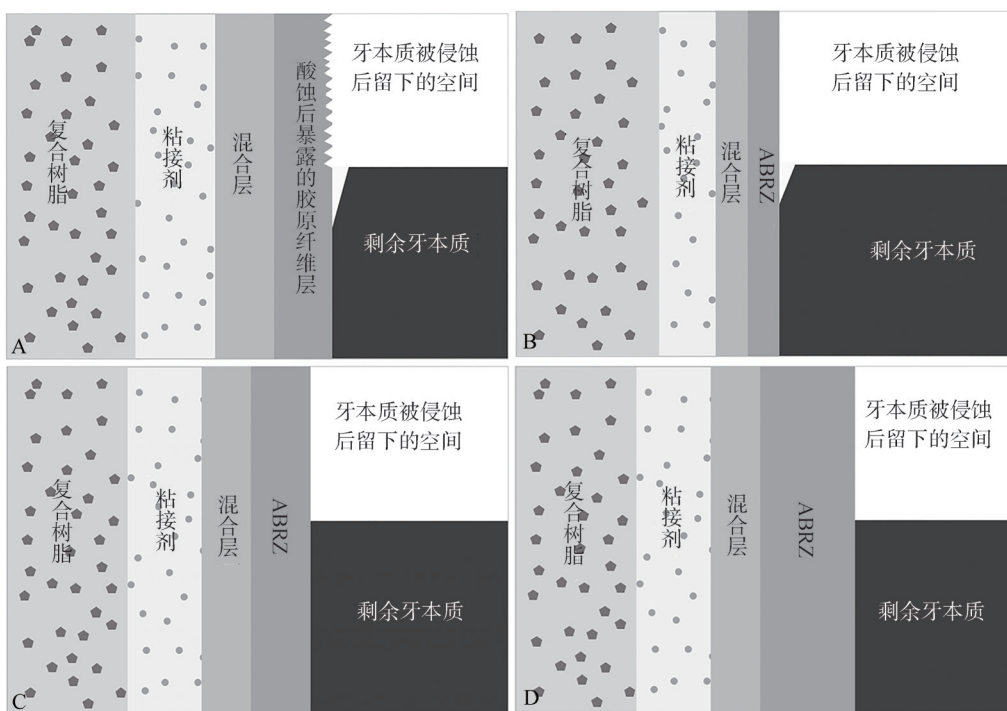 复合树脂
粘接剂
混合层
酸蚀后暴露的胶原纤维层
牙本质被侵蚀
后留下的空间
剩余牙本质
A
复合树脂
粘接剂
混合层
ABRZ
牙本质被侵蚀
后留下的空间
剩余牙本质
B
复合树脂
粘接剂
混合层
ABRZ
牙本质被侵蚀
后留下的空间
剩余牙本质
C
复合树脂
粘接剂
混合层
ABRZ
牙本质被侵蚀
后留下的空间
剩余牙本质
D